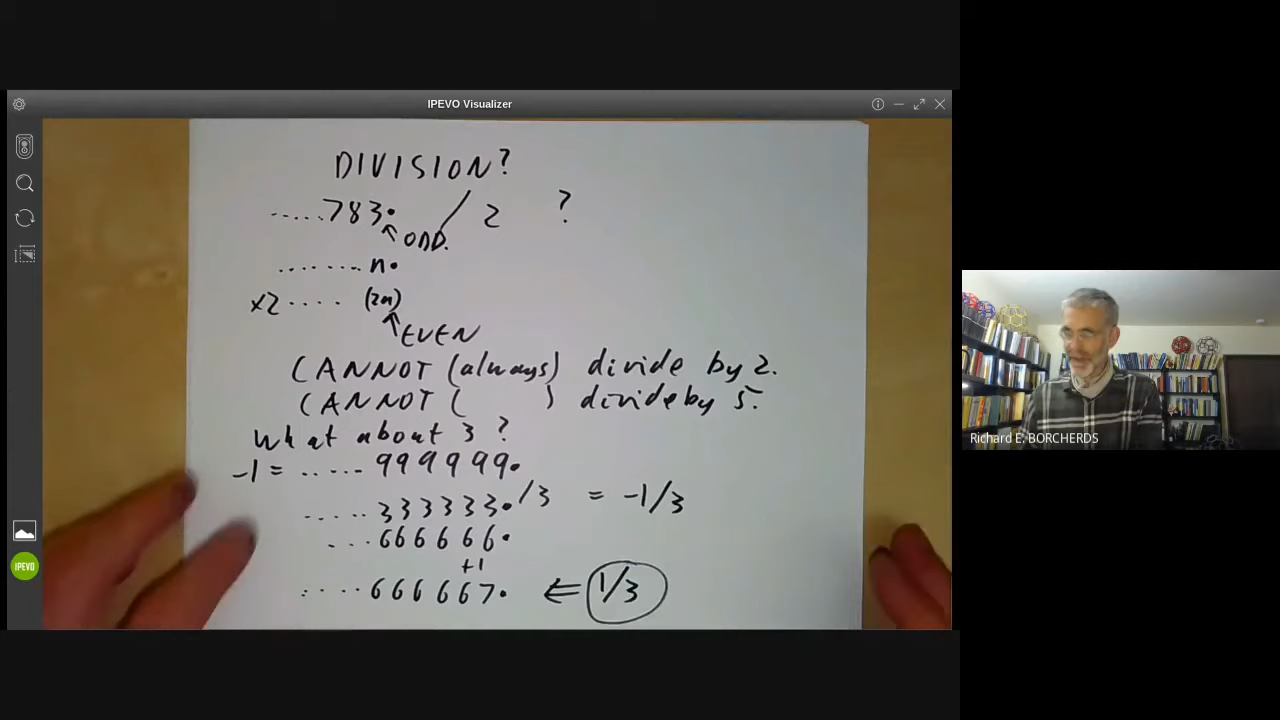 IPEVO Visualizer
DIVISION?
.....783. / 2 ?
ODD.
........ n.
x2 .... (2n)
EVEN
CANNOT (always) divide by 2.
CANNOT ( ) divide by 5.
What about 3 ?
-1 = ...... 999999.
..... 333333. /3 = -1/3
... 666666.
+1
..... 666667. ⇐ 1/3
Richard E. BORCHERDS
IPEVO